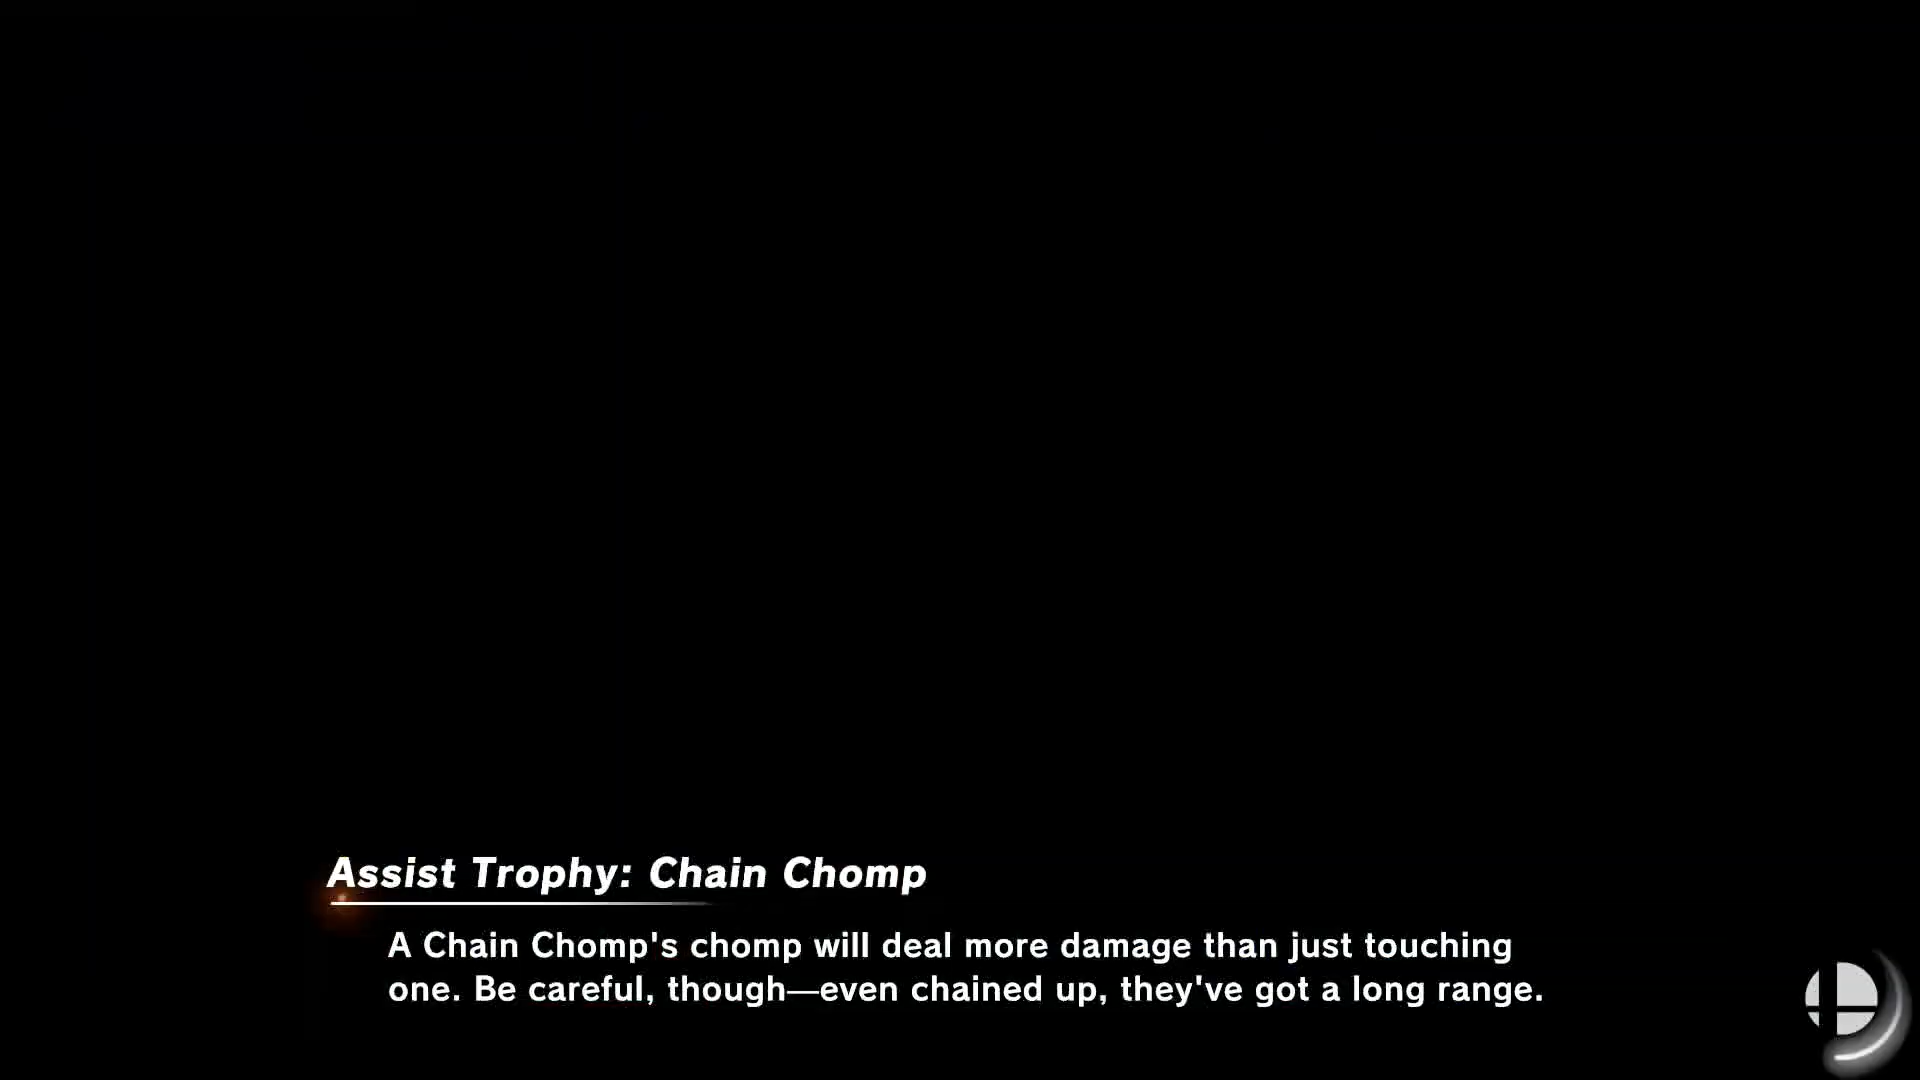 Assist Trophy: Chain Chomp
A Chain Chomp's chomp will deal more damage than just touching
one. Be careful, though—even chained up, they've got a long range.